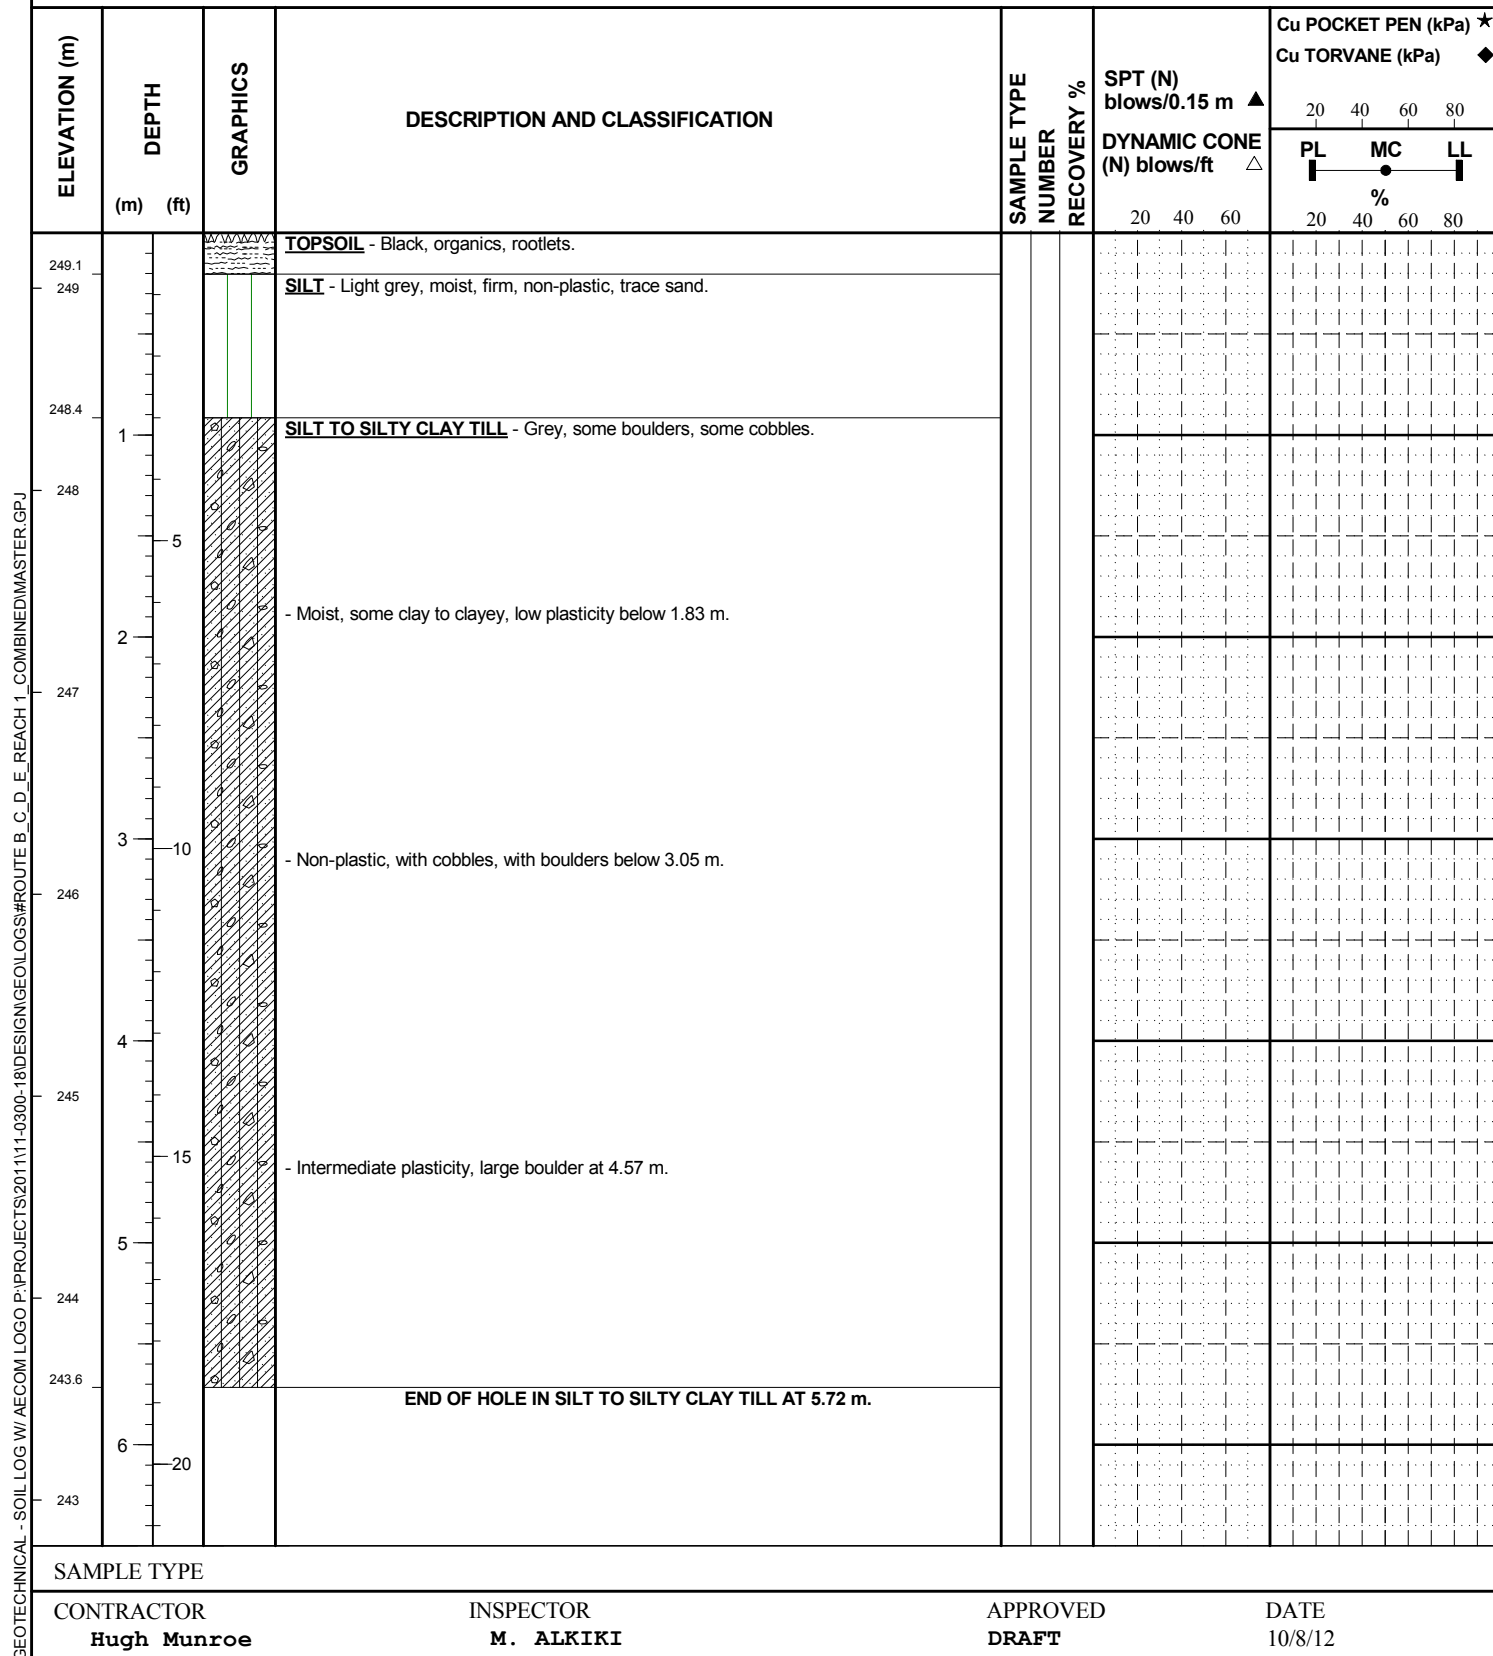 ELEVATION (m)
DEPTH
(m) (ft)
GRAPHICS
DESCRIPTION AND CLASSIFICATION
SAMPLE TYPE
NUMBER
RECOVERY %
SPT (N)
blows/0.15 m ▲
DYNAMIC CONE
(N) blows/ft △
20 40 60
Cu POCKET PEN (kPa) ★
Cu TORVANE (kPa) ◆
20 40 60 80
PL MC LL
%
20 40 60 80
TOPSOIL - Black, organics, rootlets.
249.1
249
SILT - Light grey, moist, firm, non-plastic, trace sand.
248.4
1
SILT TO SILTY CLAY TILL - Grey, some boulders, some cobbles.
248
5
- Moist, some clay to clayey, low plasticity below 1.83 m.
2
247
3
10
- Non-plastic, with cobbles, with boulders below 3.05 m.
246
4
245
15
- Intermediate plasticity, large boulder at 4.57 m.
5
244
243.6
END OF HOLE IN SILT TO SILTY CLAY TILL AT 5.72 m.
6
20
243
GEOTECHNICAL - SOIL LOG W/ AECOM LOGO P:\PROJECTS\2011\11-0300-18\DESIGN\GEO\LOGS\#ROUTE B_C_D_E_REACH 1_COMBINED\MASTER.GPJ
SAMPLE TYPE
CONTRACTOR INSPECTOR APPROVED DATE
Hugh Munroe M. ALKIKI DRAFT 10/8/12